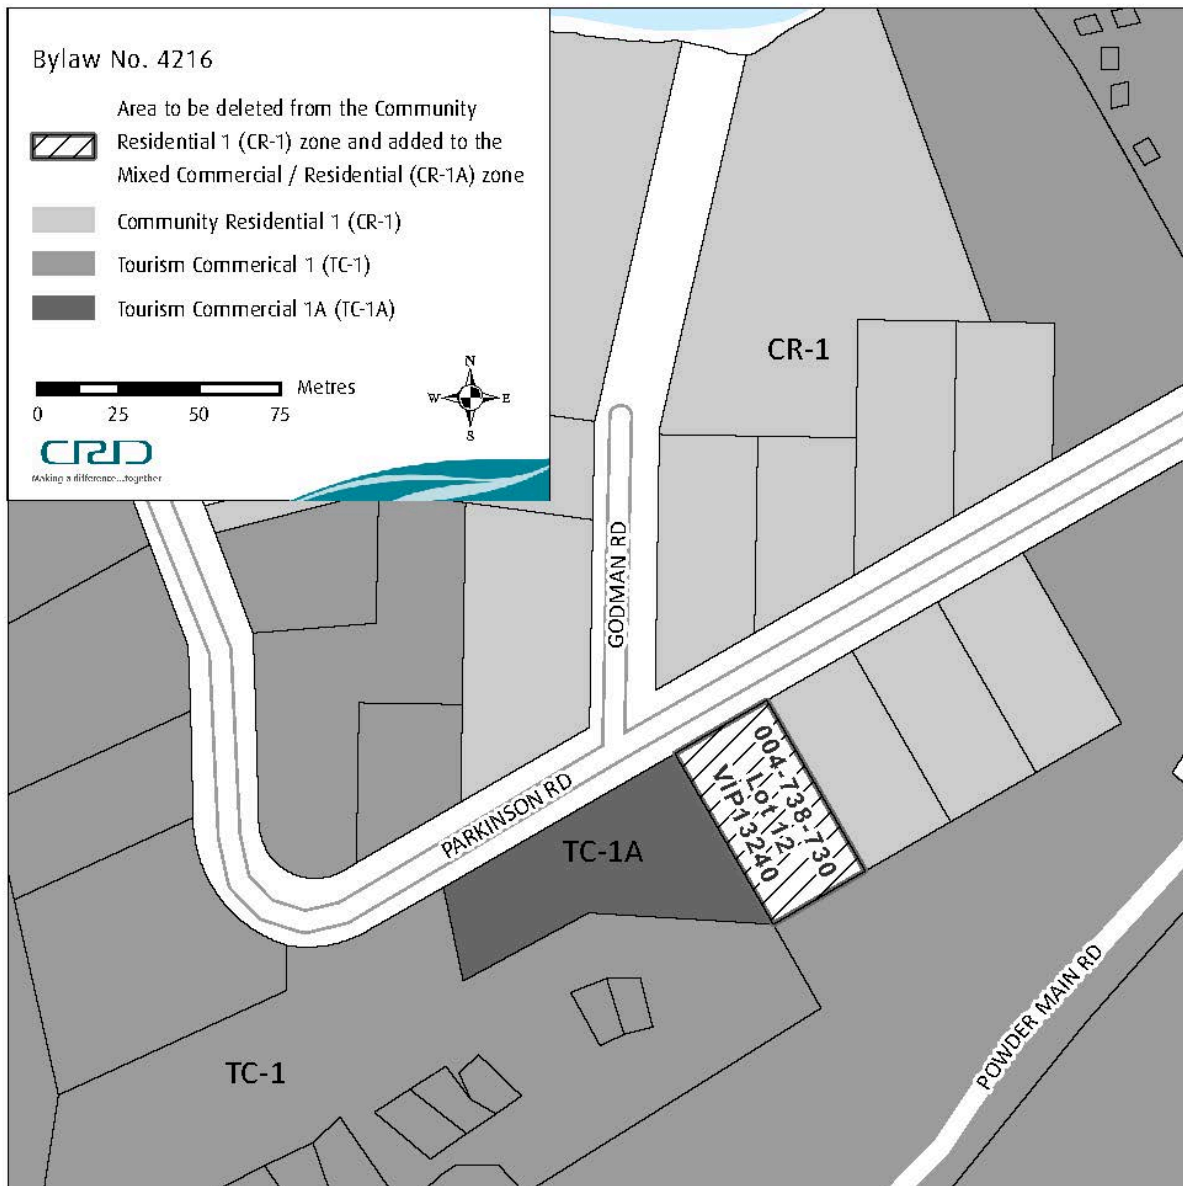 Bylaw No. 4216
Area to be deleted from the Community
Residential 1 (CR-1) zone and added to the
Mixed Commercial / Residential (CR-1A) zone
Community Residential 1 (CR-1)
Tourism Commerical 1 (TC-1)
Tourism Commercial 1A (TC-1A)
Metres
0 25 50 75
N
W E
S
CRD
Making a difference...together
CR-1
GODMAN RD
PARKINSON RD
004-738-730
Lot 12
VIP13240
TC-1A
TC-1
POWDER MAIN RD